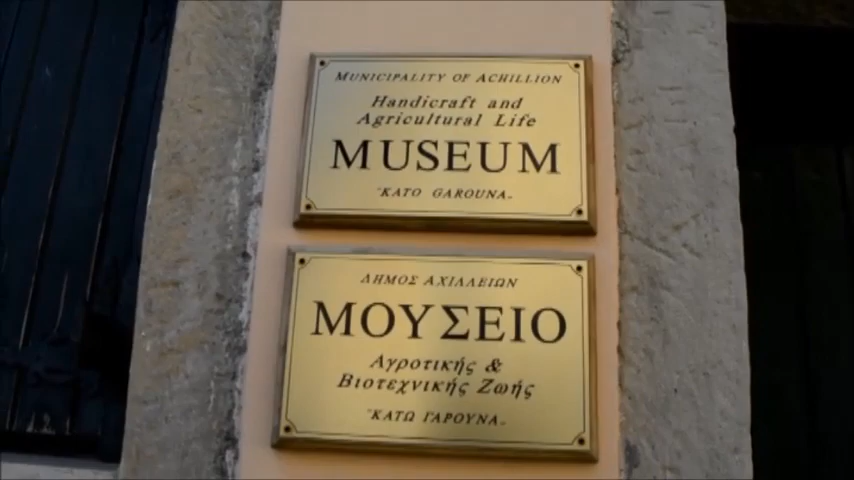 MUNICIPALITY OF ACHILLION
Handicraft and
Agricultural Life
MUSEUM
"KATO GAROUNA"
ΔΗΜΟΣ ΑΧΙΛΛΕΙΩΝ
ΜΟΥΣΕΙΟ
Αγροτικής &
Βιοτεχνικής Ζωής
"ΚΑΤΩ ΓΑΡΟΥΝΑ"